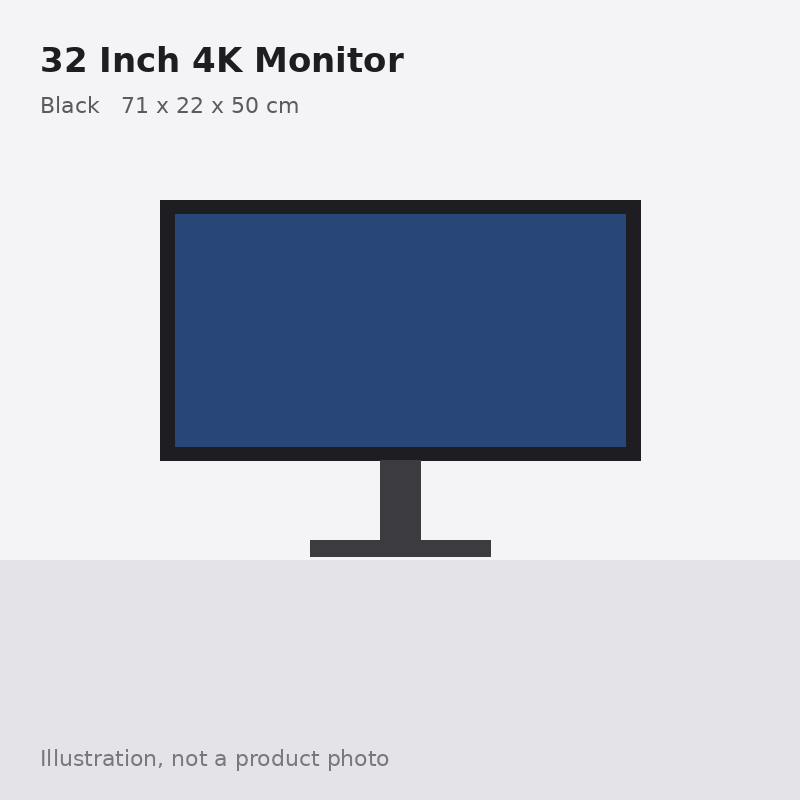 32 Inch 4K Monitor
Black   71 x 22 x 50 cm
Illustration, not a product photo